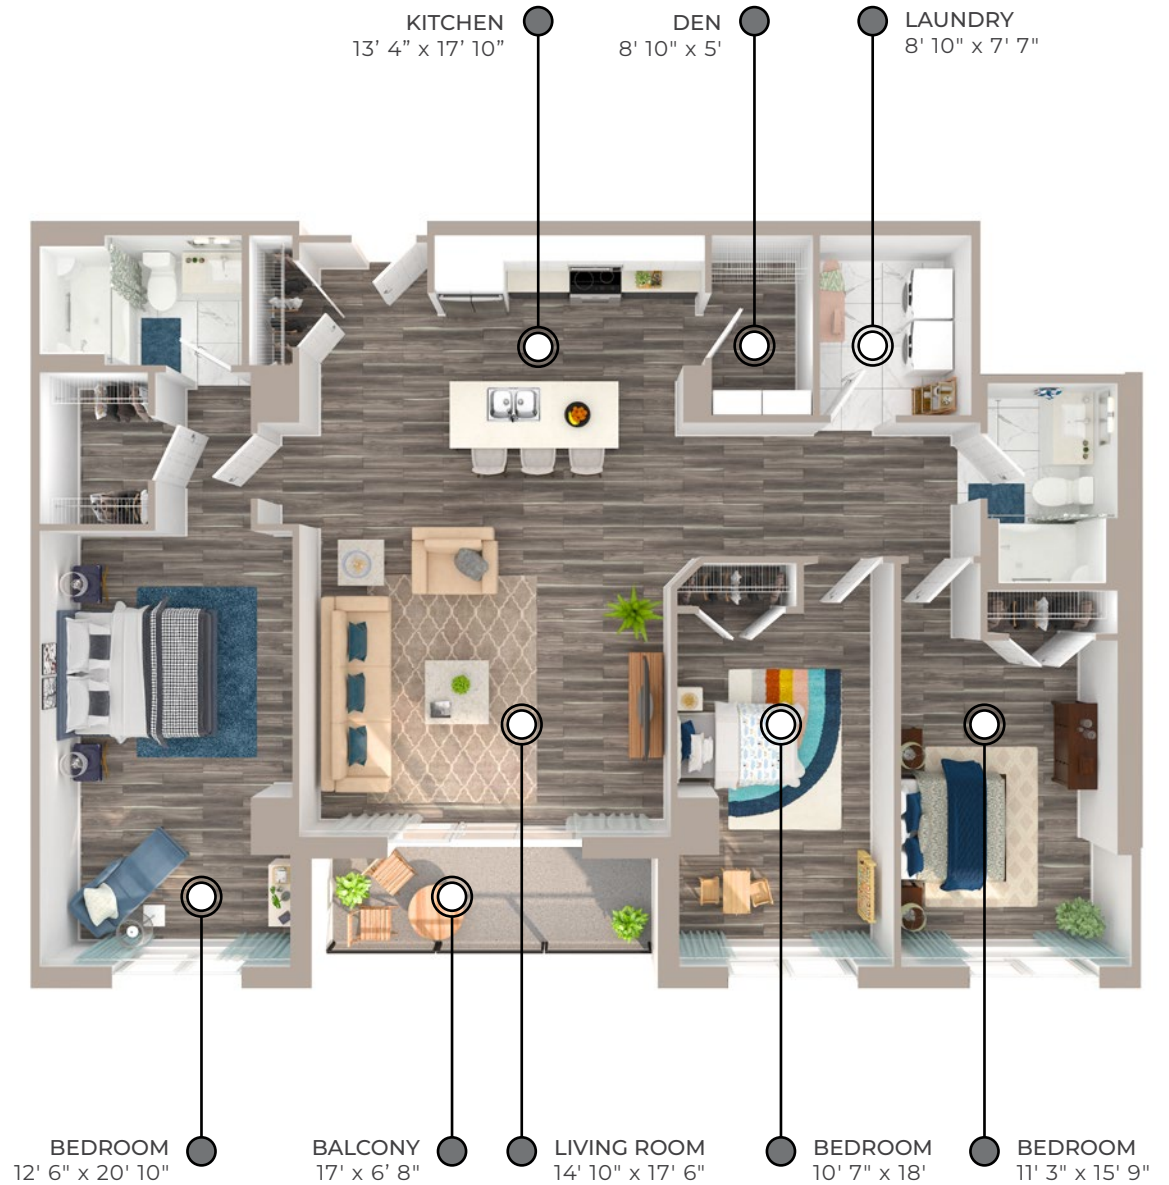 KITCHEN
13’ 4” x 17’ 10”
DEN
8' 10" x 5'
LAUNDRY
8' 10" x 7' 7"
BEDROOM
12' 6" x 20' 10"
BALCONY
17' x 6’ 8"
LIVING ROOM
14' 10" x 17' 6"
BEDROOM
10' 7" x 18'
BEDROOM
11' 3" x 15' 9"